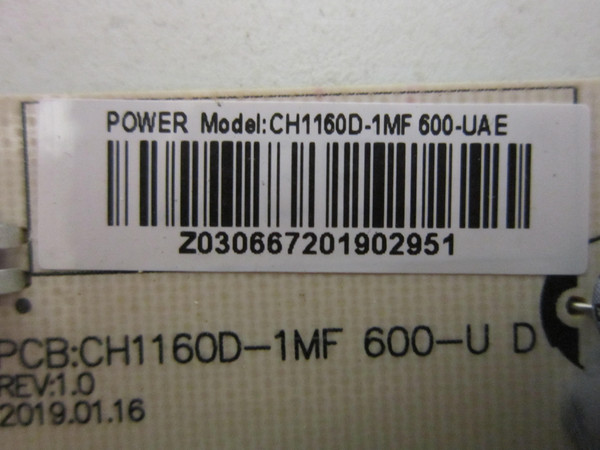 POWER Model:CH1160D-1MF 600-UAE
Z030667201902951
PCB:CH1160D-1MF 600-U D
REV:1.0
2019.01.16